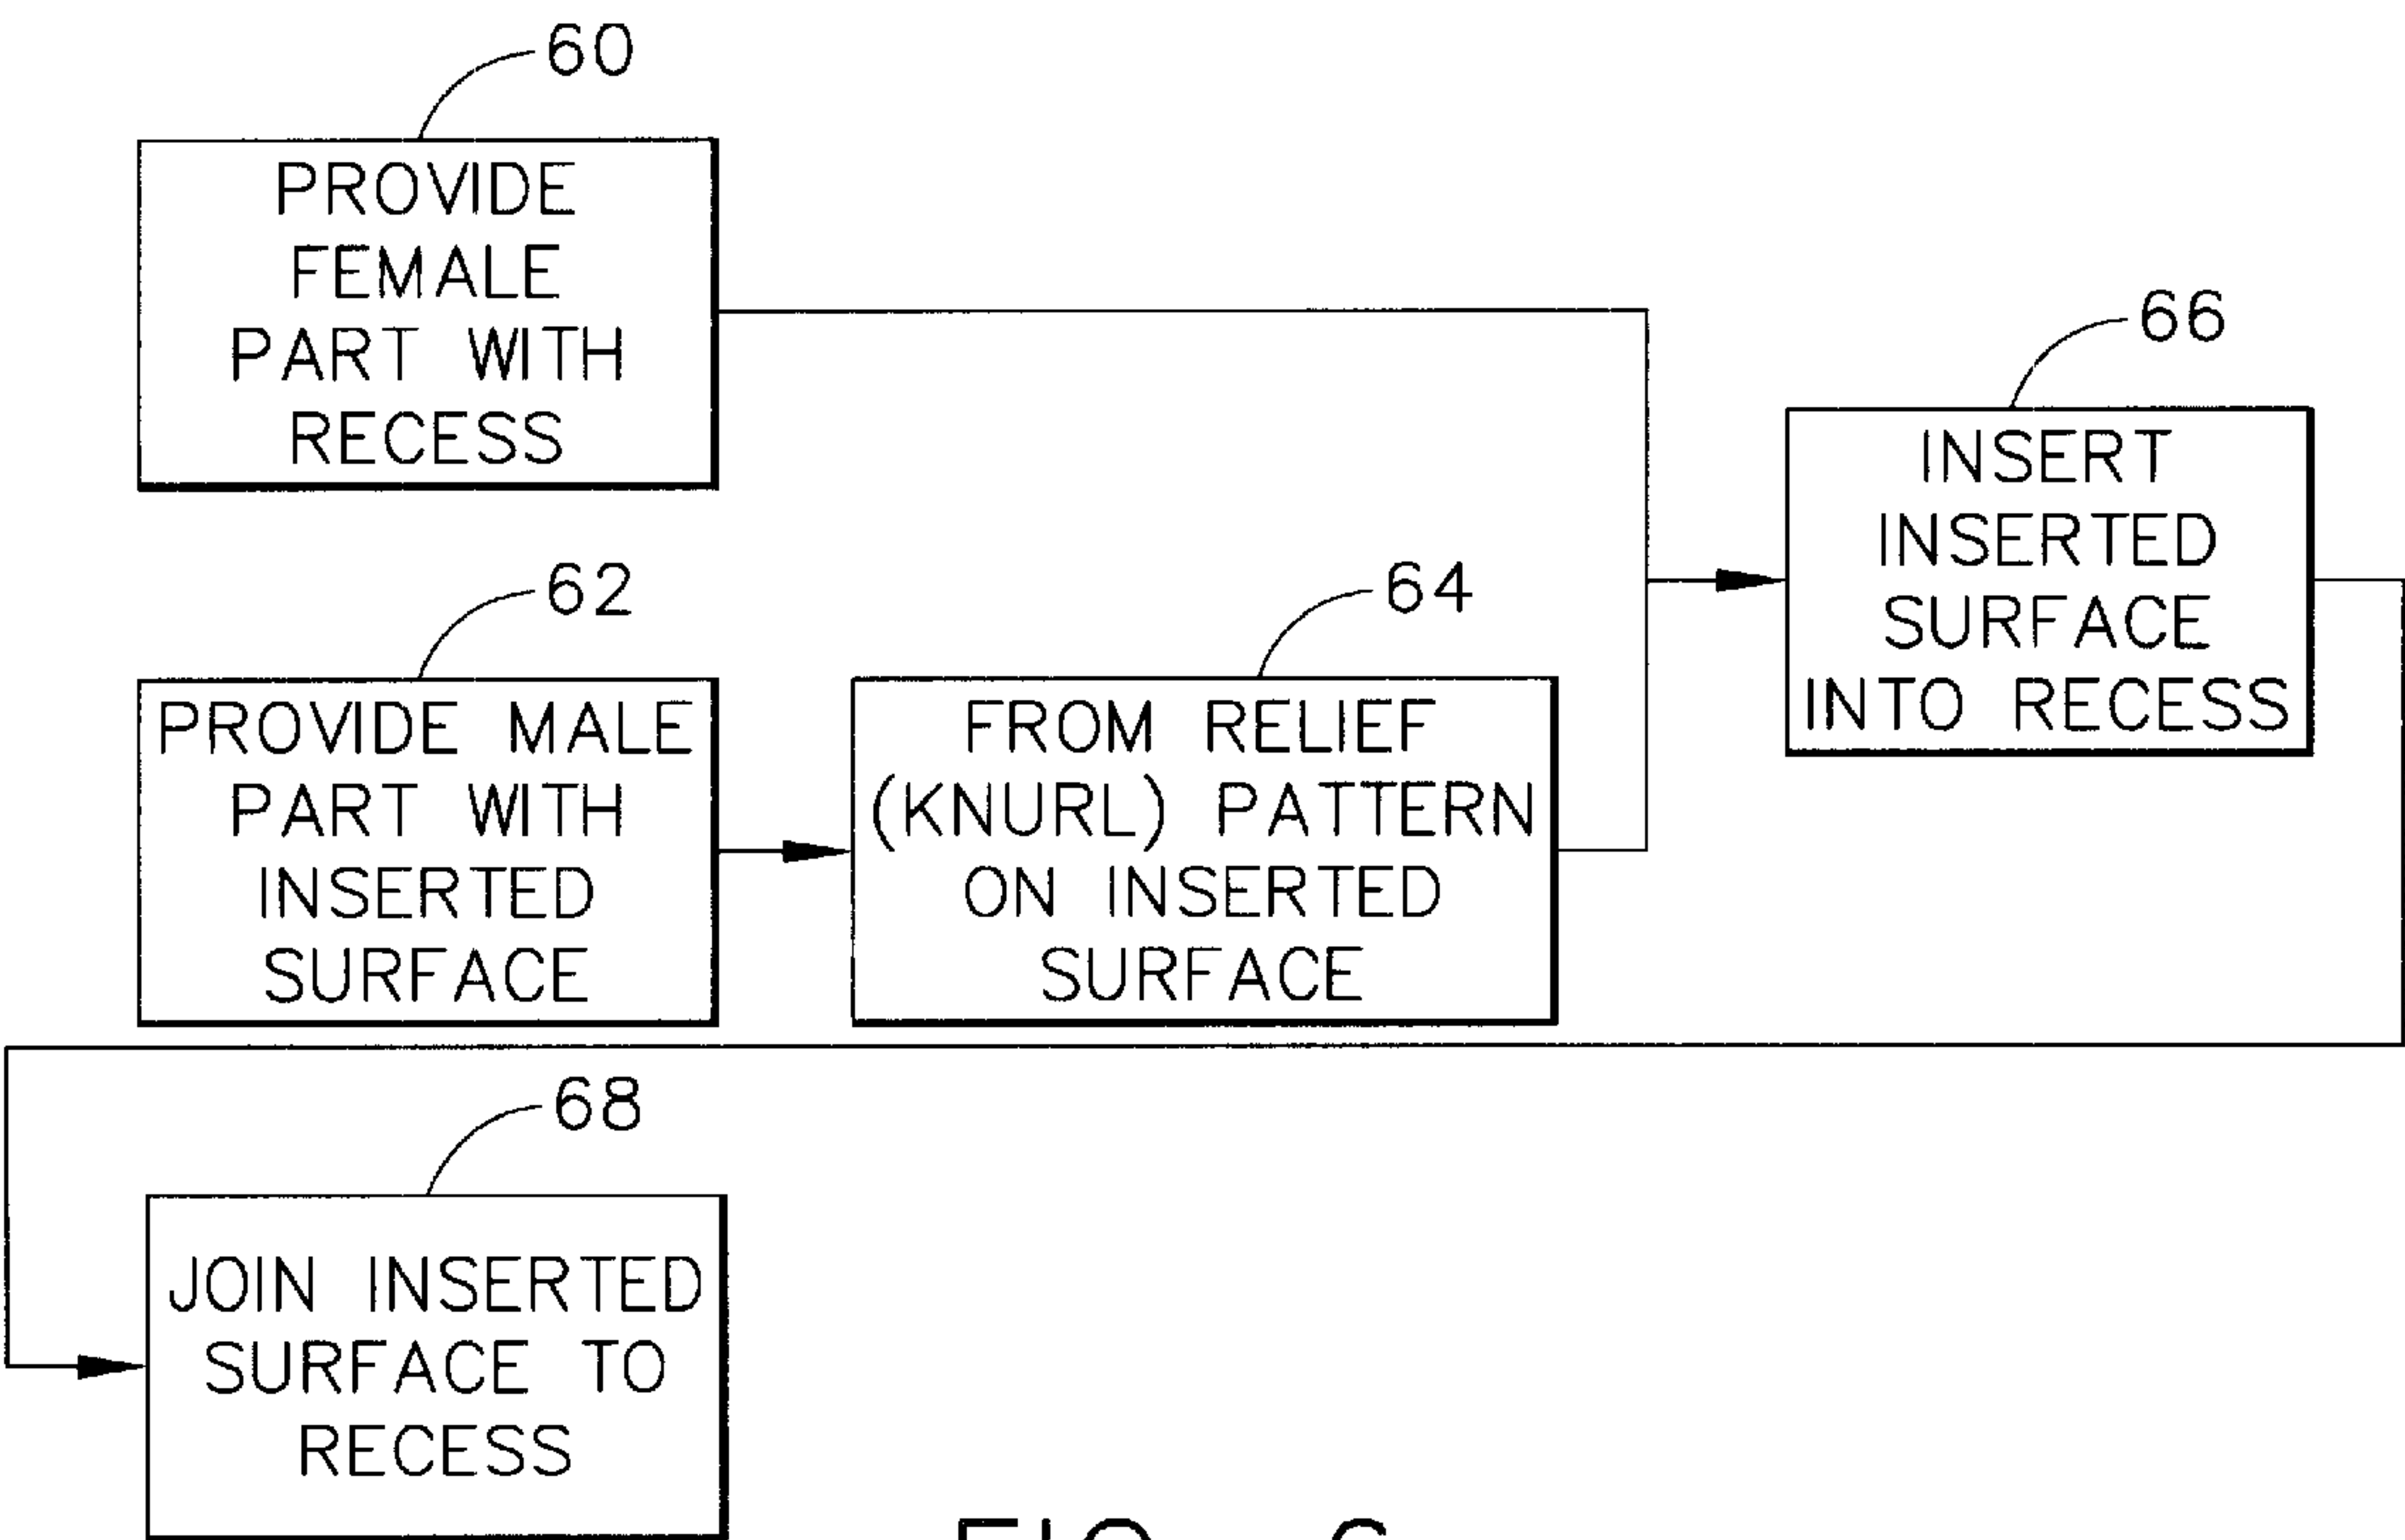 60
PROVIDE
FEMALE
PART WITH
RECESS
62
PROVIDE MALE
PART WITH
INSERTED
SURFACE
64
FROM RELIEF
(KNURL) PATTERN
ON INSERTED
SURFACE
66
INSERT
INSERTED
SURFACE
INTO RECESS
68
JOIN INSERTED
SURFACE TO
RECESS